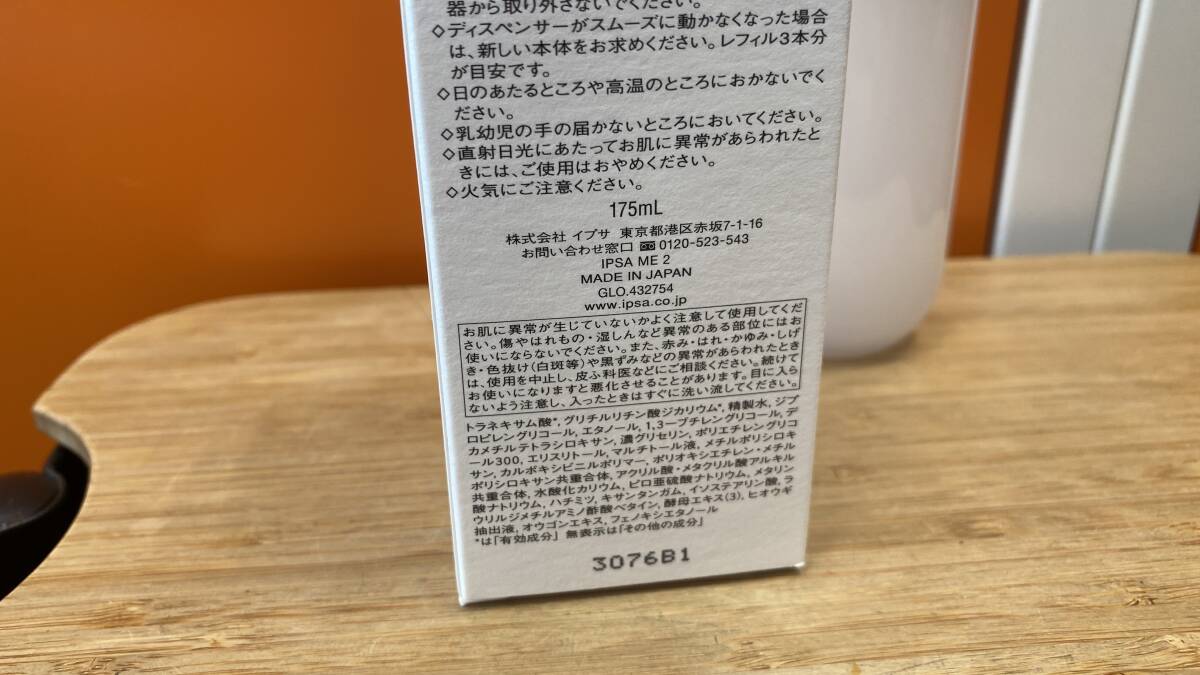 器から取り外さないでください。
◇ディスペンサーがスムーズに動かなくなった場合
は、新しい本体をお求めください。レフィル3本分
が目安です。
◇日のあたるところや高温のところにおかないでく
ださい。
◇乳幼児の手の届かないところにおいてください。
◇直射日光にあたってお肌に異常があらわれたと
きには、ご使用はおやめください。
◇火気にご注意ください。
175mL
株式会社 イプサ 東京都港区赤坂7-1-16
お問い合わせ窓口 0120-523-543
IPSA ME 2
MADE IN JAPAN
GLO.432754
www.ipsa.co.jp
お肌に異常が生じていないかよく注意して使用してくだ
さい。傷やはれもの・湿しんなど異常のある部位にはお
使いにならないでください。また、赤み・はれ・かゆみ・しげ
き・色抜け(白斑等)や黒ずみなどの異常があらわれたとき
は、使用を中止し、皮ふ科医などにご相談ください。続けて
お使いになりますと悪化させることがあります。目に入ら
ないよう注意し、入ったときはすぐに洗い流してください。
トラネキサム酸*, グリチルリチン酸ジカリウム*, 精製水, ジプ
ロピレングリコール, エタノール, 1,3-ブチレングリコール, デ
カメチルテトラシロキサン, 濃グリセリン, ポリエチレングリコ
ール300, エリスリトール, マルチトール液, メチルポリシロキ
サン, カルボキシビニルポリマー, ポリオキシエチレン・メチル
ポリシロキサン共重合体, アクリル酸・メタクリル酸アルキル
共重合体, 水酸化カリウム, ピロ亜硫酸ナトリウム, メタリン
酸ナトリウム, ハチミツ, キサンタンガム, イソステアリン酸, ラ
ウリルジメチルアミノ酢酸ベタイン, 酵母エキス(3), ヒオウギ
抽出液, オウゴンエキス, フェノキシエタノール
*は「有効成分」 無表示は「その他の成分」
3076B1